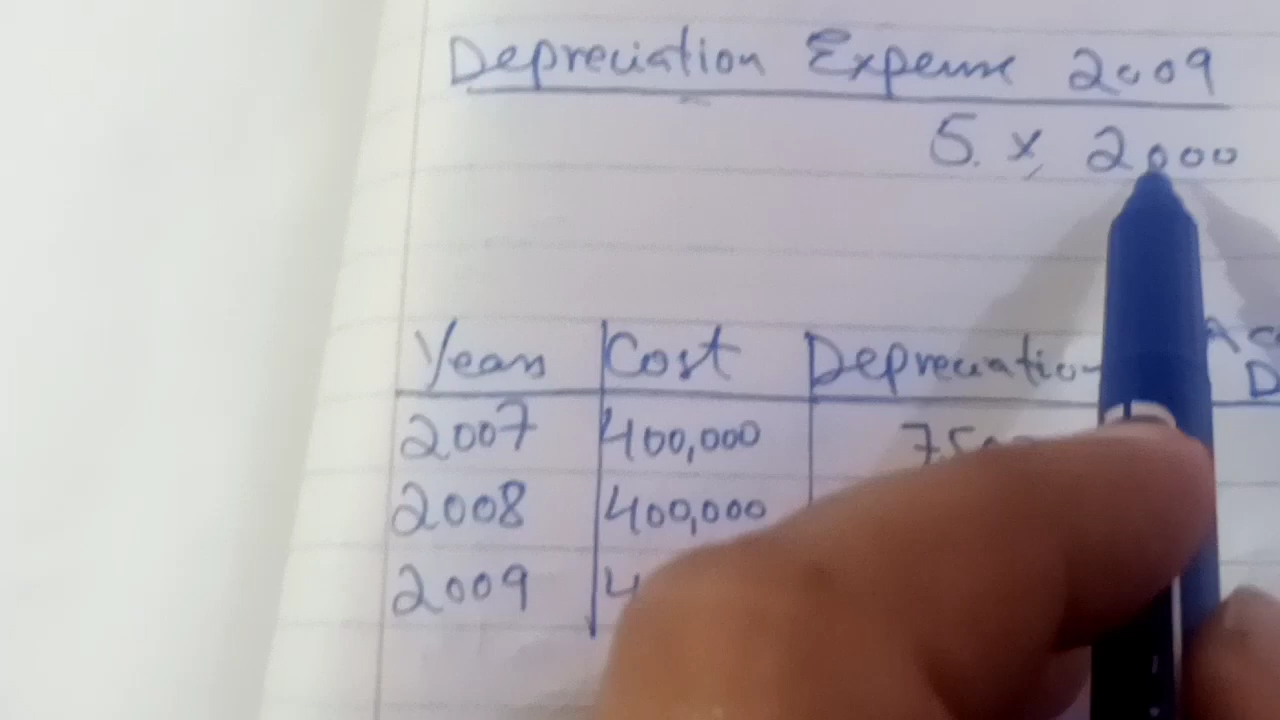 Depreciation Expense 2009
5 x 2000
Years Cost Depreciation
2007 400,000
2008 400,000
2009